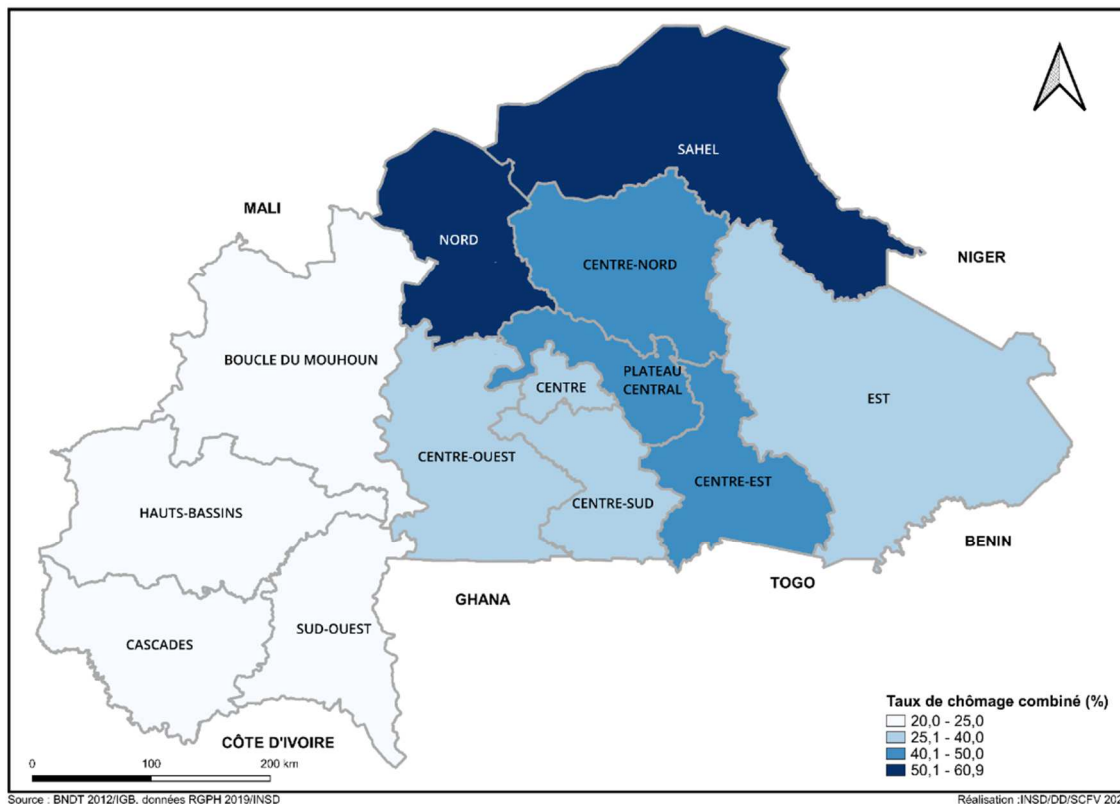 SAHEL
MALI
NORD
NIGER
CENTRE-NORD
BOUCLE DU MOUHOUN
PLATEAU
CENTRAL
CENTRE
EST
CENTRE-OUEST
CENTRE-EST
CENTRE-SUD
HAUTS-BASSINS
BENIN
TOGO
GHANA
SUD-OUEST
CASCADES
CÔTE D'IVOIRE
Taux de chômage combiné (%)
20,0 - 25,0
25,1 - 40,0
40,1 - 50,0
50,1 - 60,9
0 100 200 km
Source : BNDT 2012/IGB, données RGPH 2019/INSD
Réalisation :INSD/DD/SCFV 202